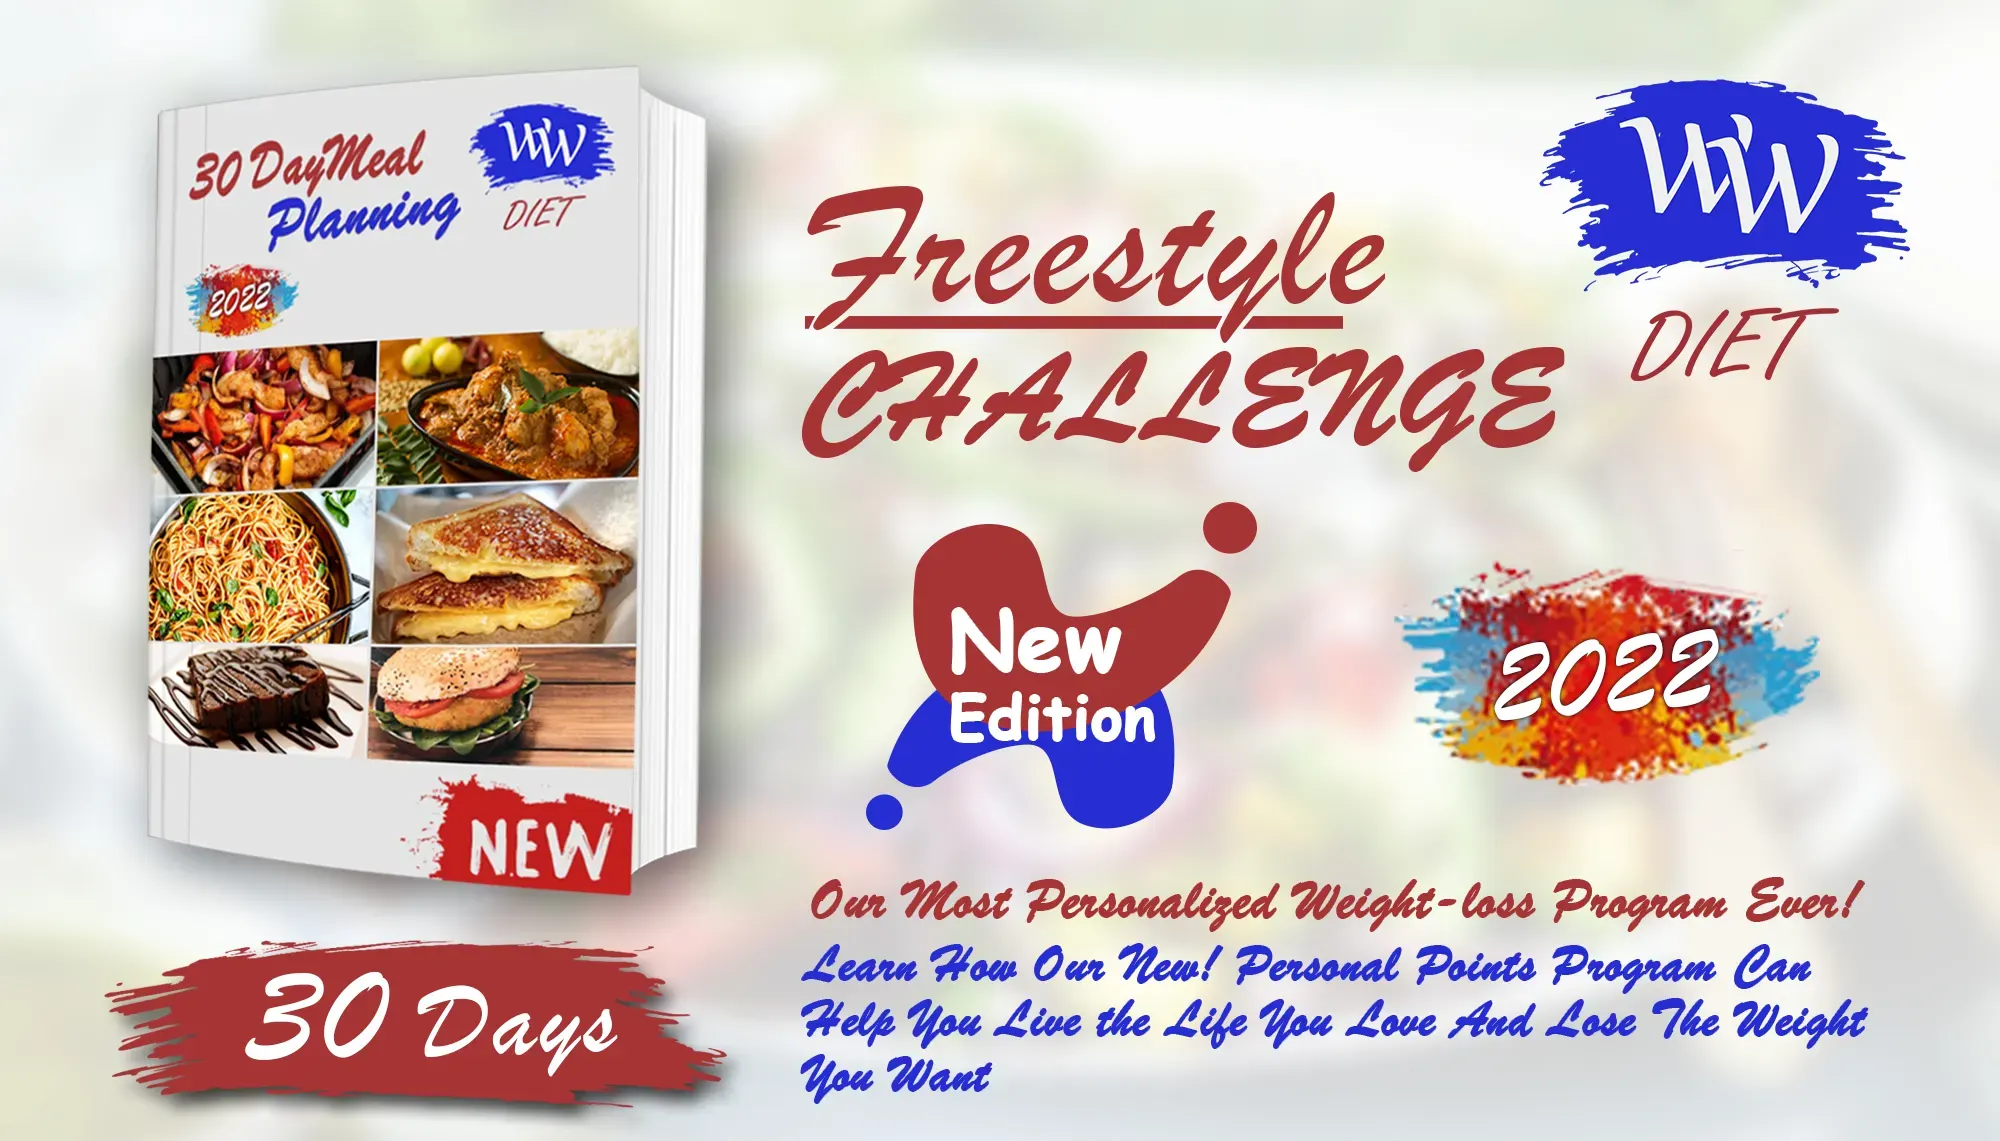 30 DayMeal
Planning
WW
DIET
2022
NEW
30 Days
Freestyle
CHALLENGE
WW
DIET
New
Edition
2022
Our Most Personalized Weight-loss Program Ever!
Learn How Our New! Personal Points Program Can
Help You Live the Life You Love And Lose The Weight
You Want